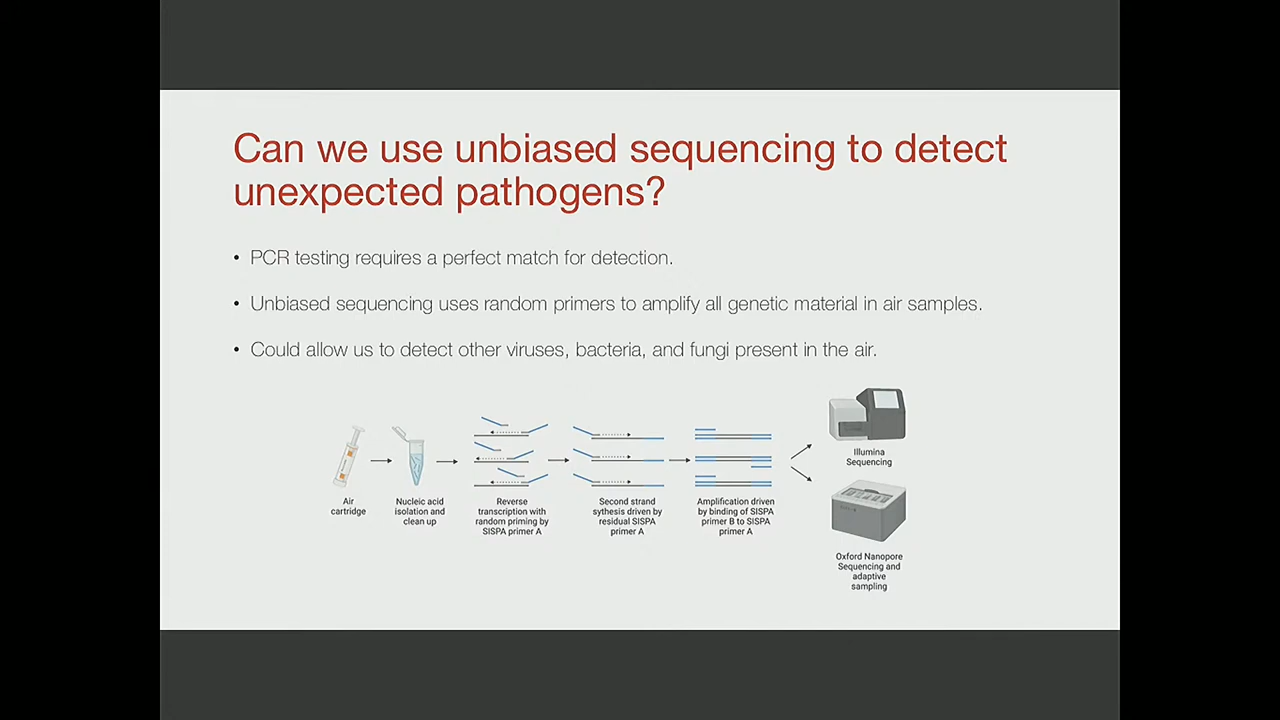 Can we use unbiased sequencing to detect
unexpected pathogens?
• PCR testing requires a perfect match for detection.
• Unbiased sequencing uses random primers to amplify all genetic material in air samples.
• Could allow us to detect other viruses, bacteria, and fungi present in the air.
Air
cartridge
Nucleic acid
isolation and
clean up
Reverse
transcription with
random priming by
SISPA primer A
Second strand
sythesis driven by
residual SISPA
primer A
Amplification driven
by binding of SISPA
primer B to SISPA
primer A
Illumina
Sequencing
Oxford Nanopore
Sequencing and
adaptive
sampling